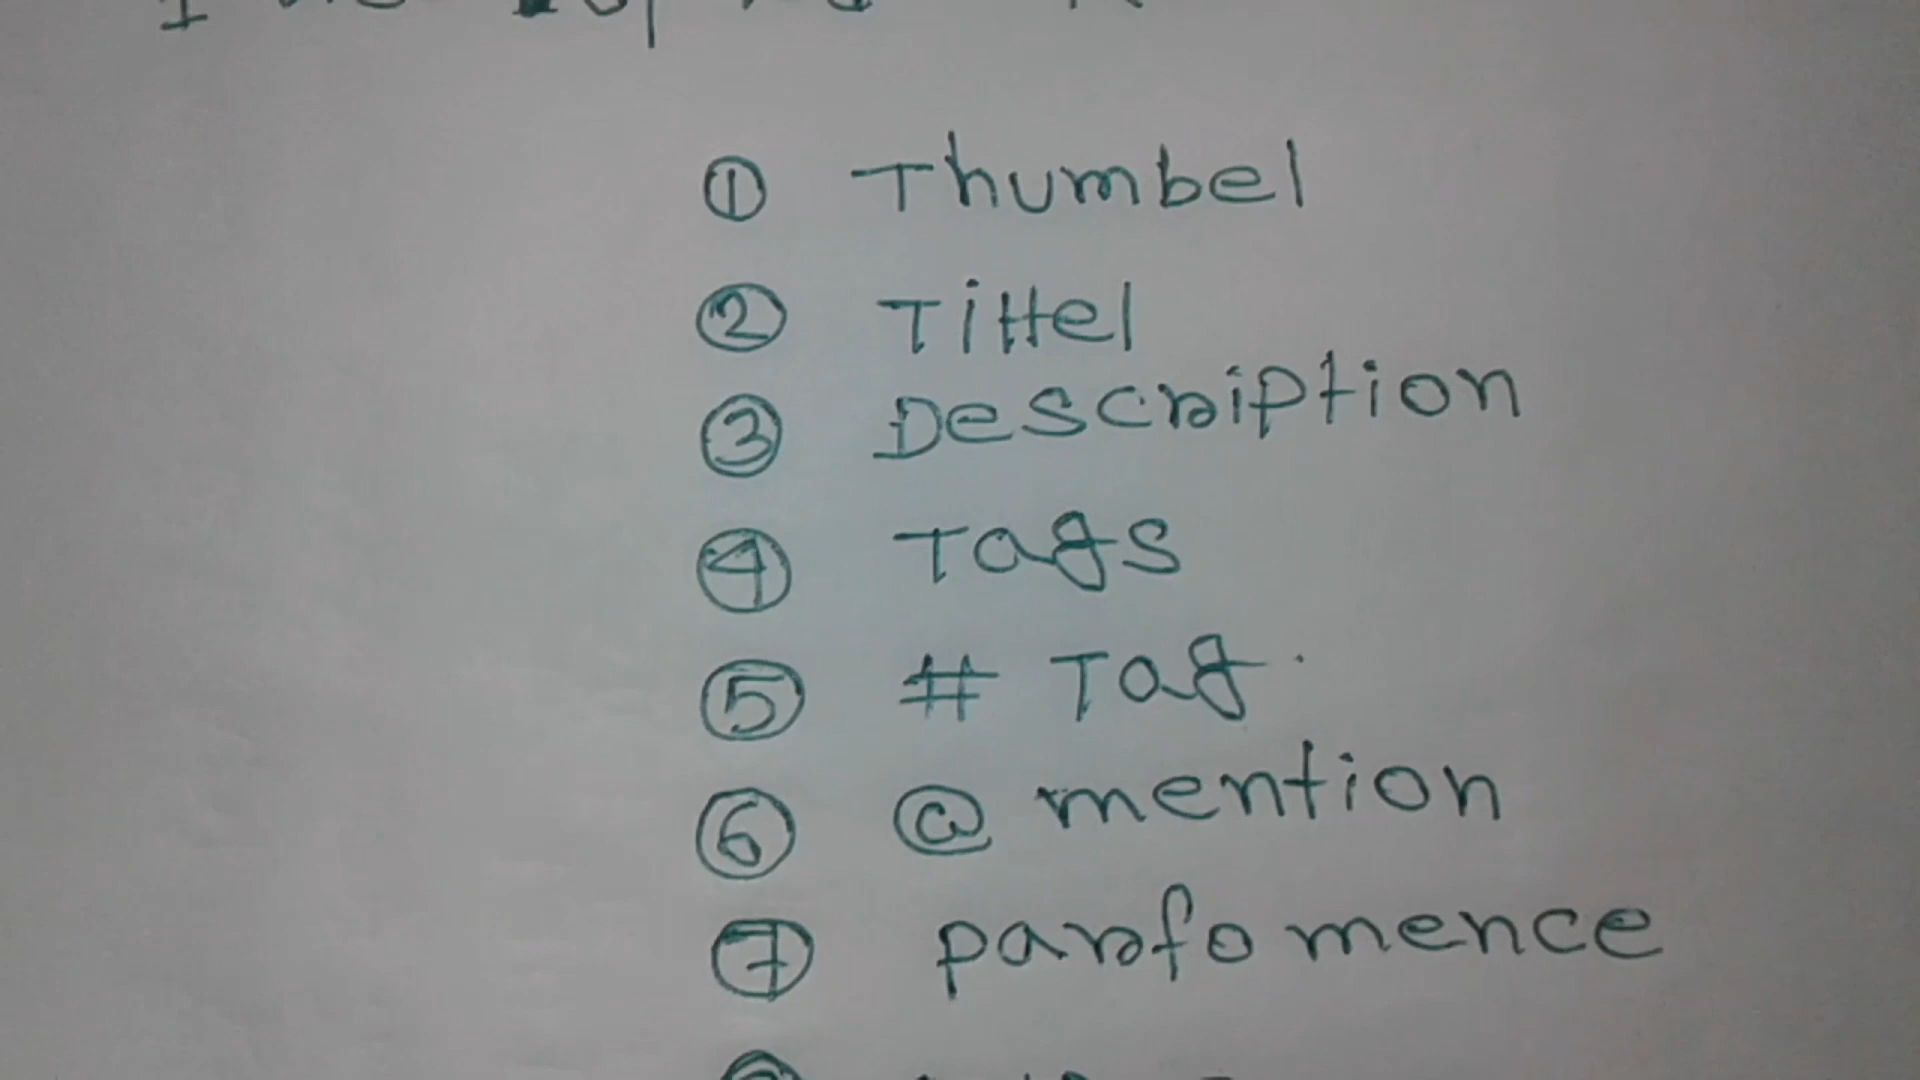 ① Thumbel
② Tittel
③ Description
④ Tags
⑤ # Tag
⑥ @ mention
⑦ parfomence